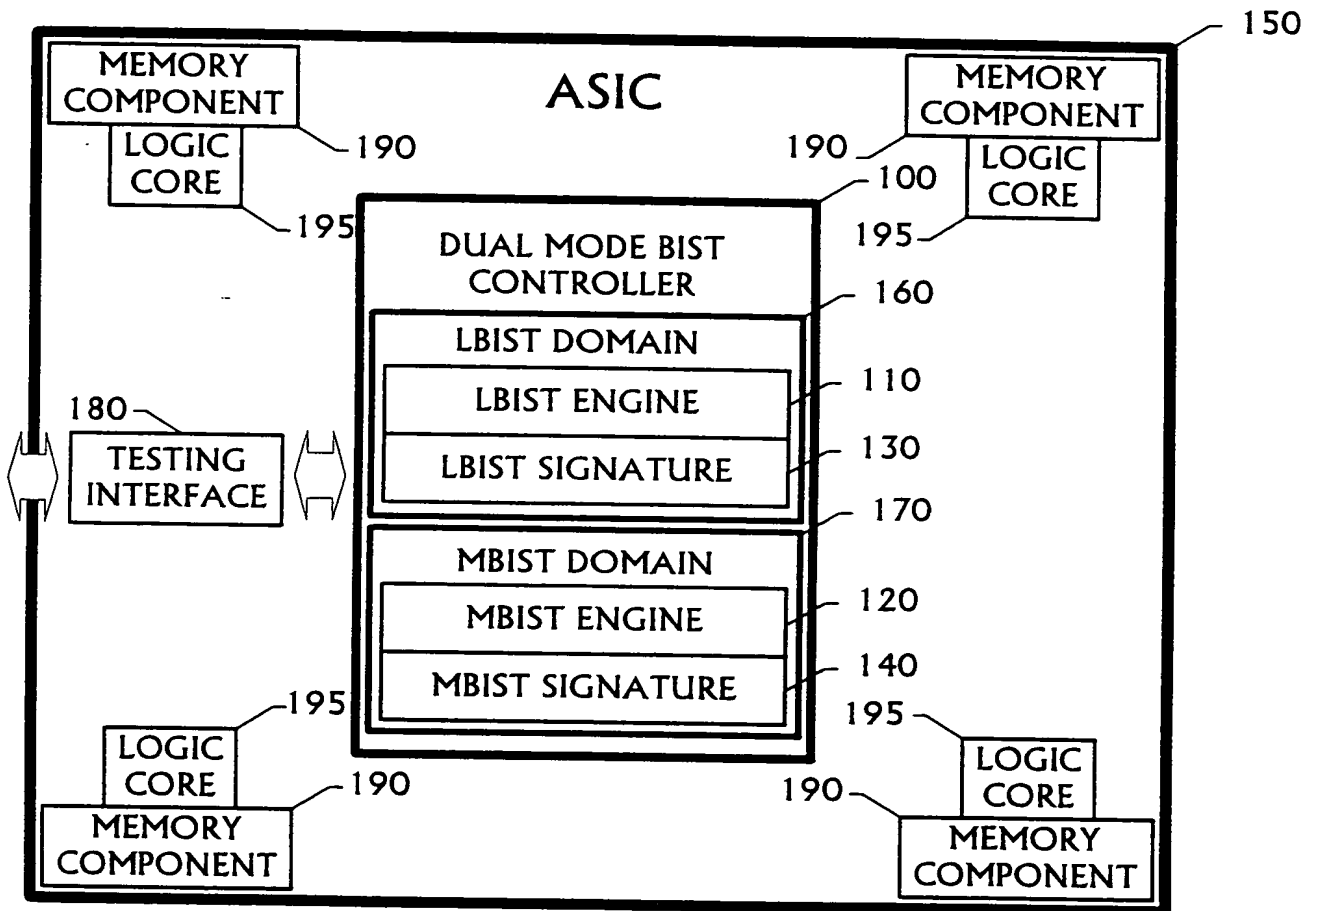 150
MEMORY
COMPONENT
ASIC
MEMORY
COMPONENT
LOGIC
CORE
190
190
LOGIC
CORE
195
100
195
DUAL MODE BIST
CONTROLLER
160
LBIST DOMAIN
LBIST ENGINE
110
180
TESTING
INTERFACE
LBIST SIGNATURE
130
170
MBIST DOMAIN
MBIST ENGINE
120
MBIST SIGNATURE
140
195
LOGIC
CORE
195
LOGIC
CORE
190
MEMORY
COMPONENT
190
MEMORY
COMPONENT